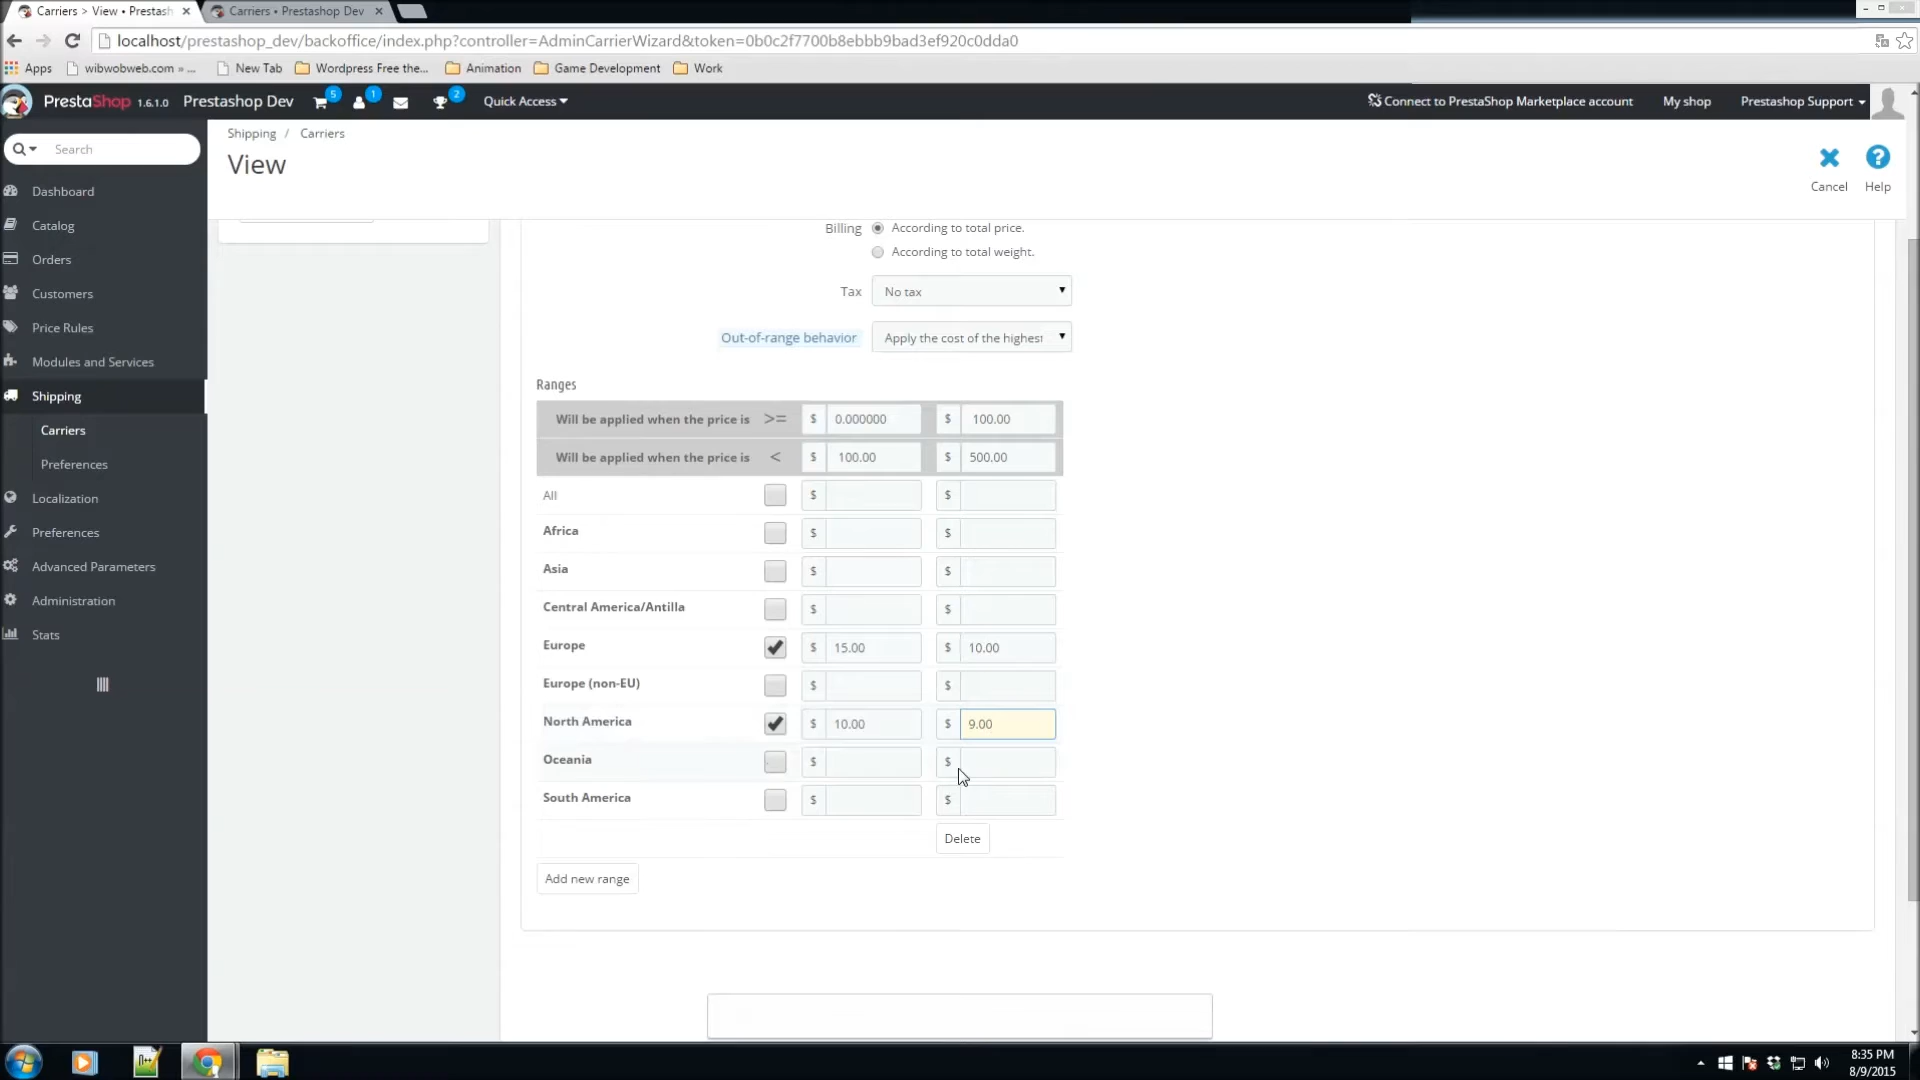 Carriers > View • Prestash
Carriers • Prestashop Dev
localhost/prestashop_dev/backoffice/index.php?controller=AdminCarrierWizard&token=0b0c2f7700b8ebbb9bad3ef920c0dda0
Apps
wibwobweb.com » ...
New Tab
Wordpress Free the...
Animation
Game Development
Work
PrestaShop 1.6.1.0
Prestashop Dev
5
1
2
Quick Access
Connect to PrestaShop Marketplace account
My shop
Prestashop Support
Search
Shipping / Carriers
View
Cancel
Help
Dashboard
Catalog
Orders
Customers
Price Rules
Modules and Services
Shipping
Carriers
Preferences
Localization
Preferences
Advanced Parameters
Administration
Stats
Billing
According to total price.
According to total weight.
Tax
No tax
Out-of-range behavior
Apply the cost of the highest
Ranges
Will be applied when the price is >= $ 0.000000 $ 100.00
Will be applied when the price is < $ 100.00 $ 500.00
All $ $
Africa $ $
Asia $ $
Central America/Antilla $ $
Europe $ 15.00 $ 10.00
Europe (non-EU) $ $
North America $ 10.00 $ 9.00
Oceania $ $
South America $ $
Delete
Add new range
8:35 PM
8/9/2015